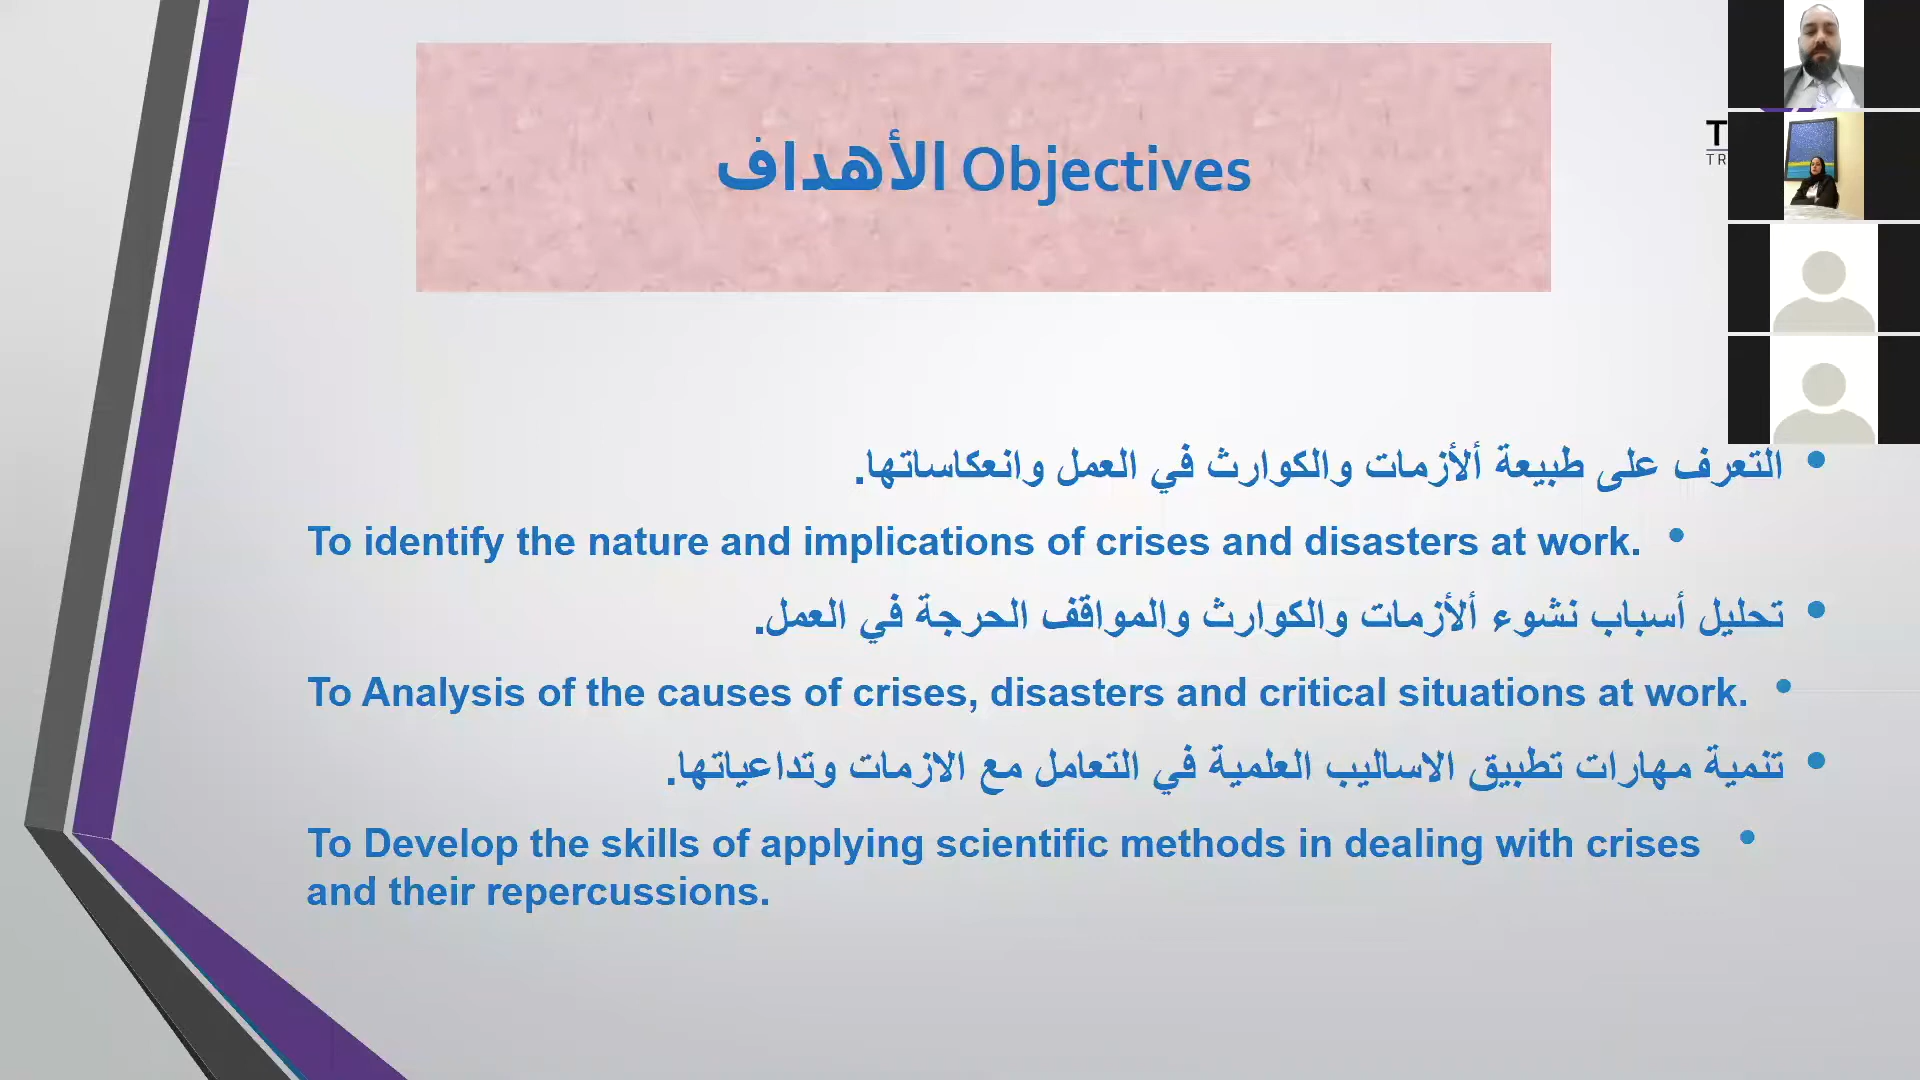 الأهداف Objectives
التعرف على طبيعة ألأزمات والكوارث في العمل وانعكاساتها.
To identify the nature and implications of crises and disasters at work.
تحليل أسباب نشوء ألأزمات والكوارث والمواقف الحرجة في العمل.
To Analysis of the causes of crises, disasters and critical situations at work.
تنمية مهارات تطبيق الاساليب العلمية في التعامل مع الازمات وتداعياتها.
To Develop the skills of applying scientific methods in dealing with crises
and their repercussions.